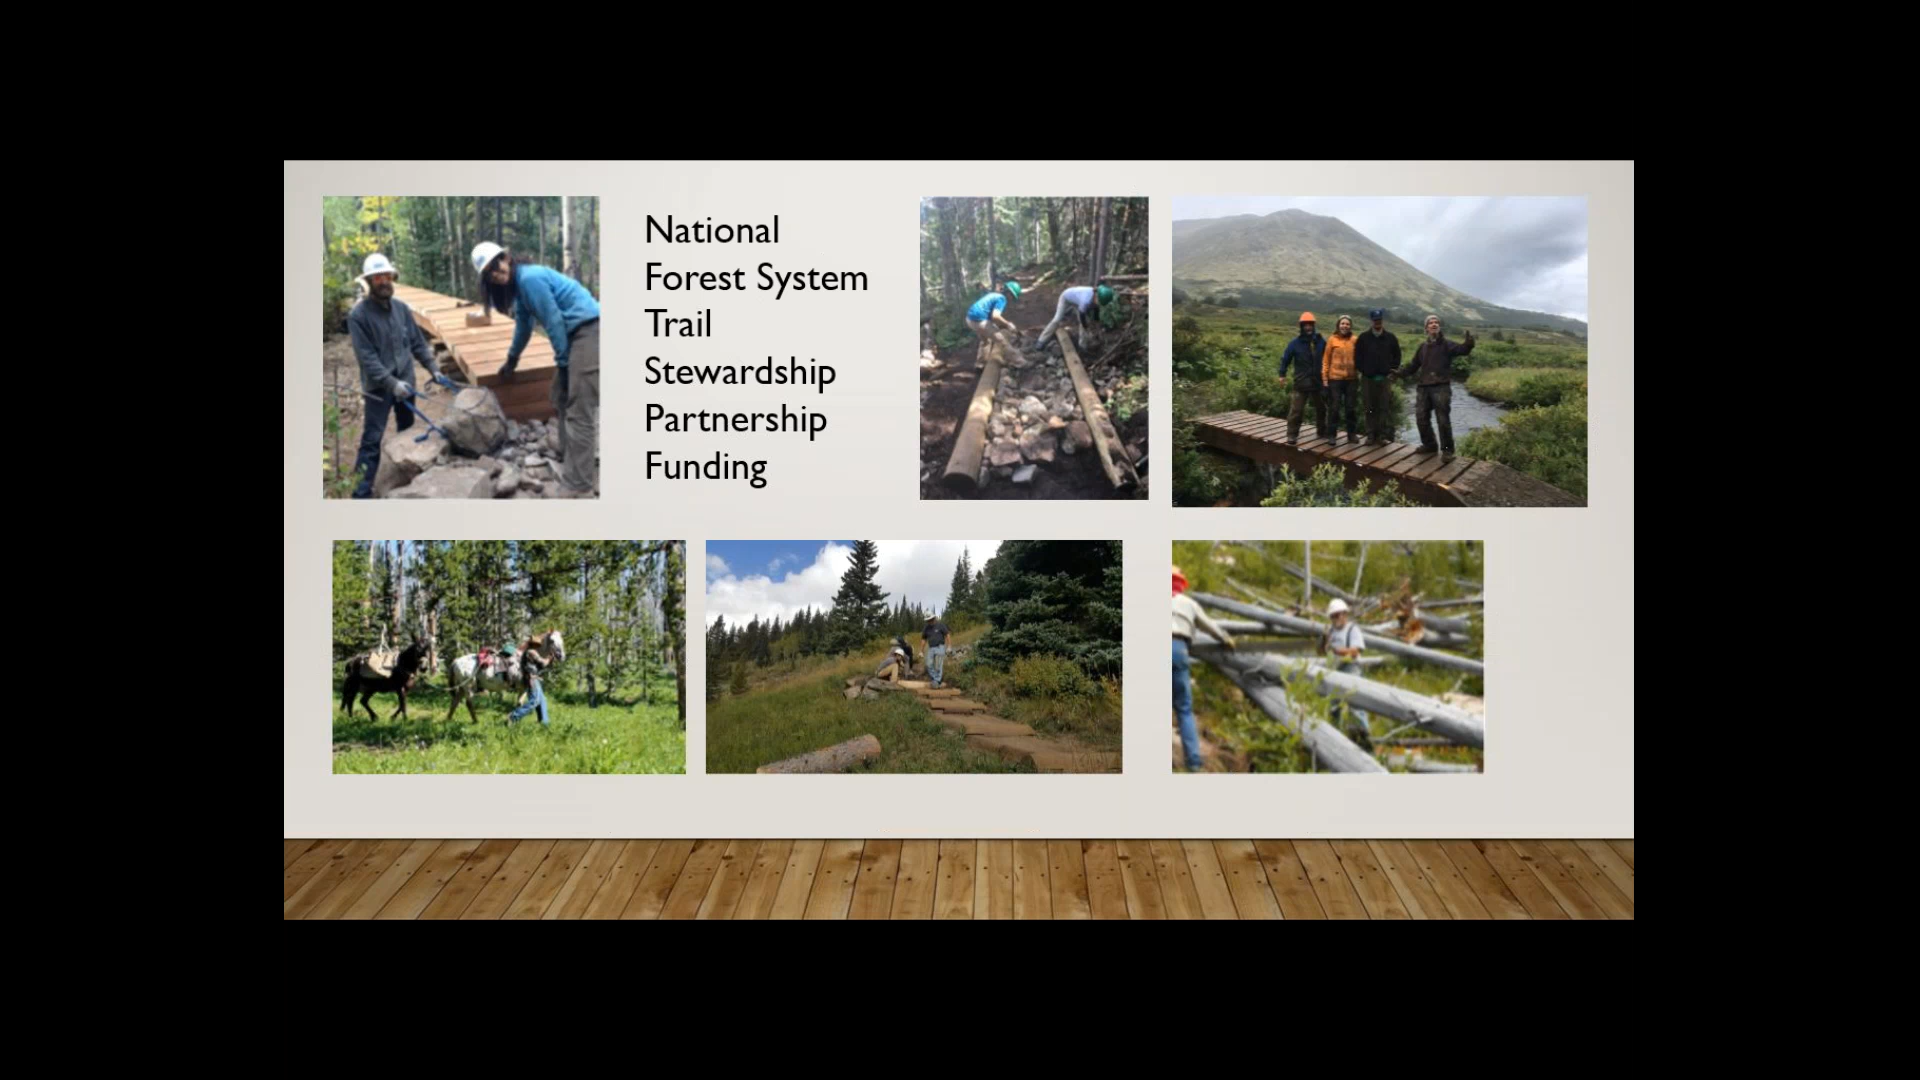 National
Forest System
Trail
Stewardship
Partnership
Funding